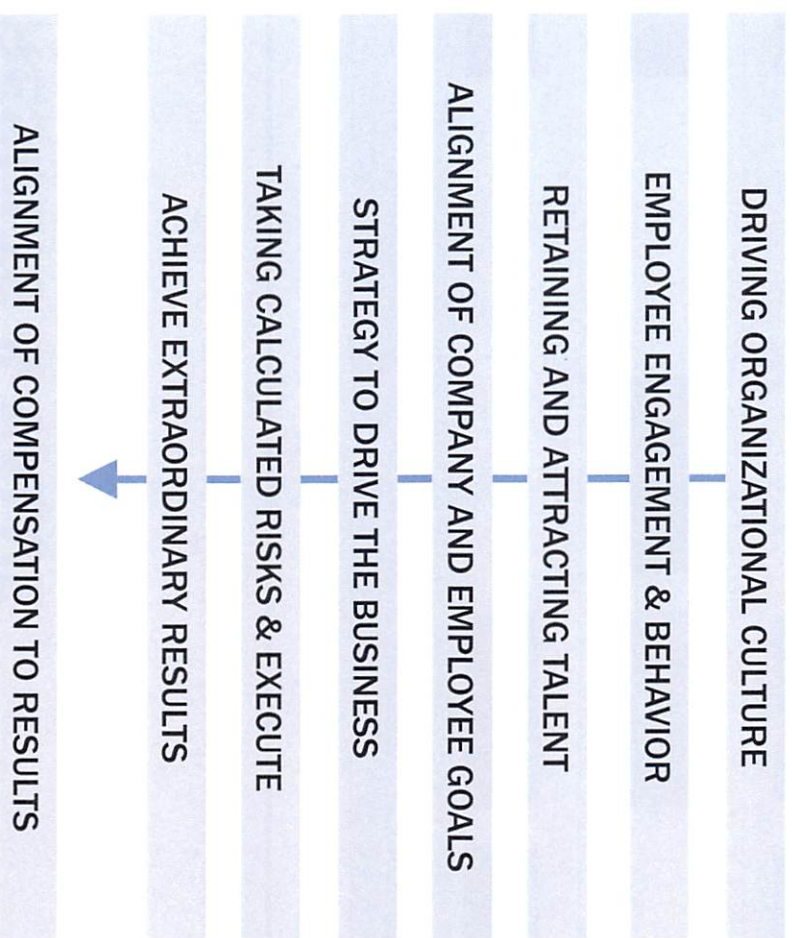 DRIVING ORGANIZATIONAL CULTURE
EMPLOYEE ENGAGEMENT & BEHAVIOR
RETAINING AND ATTRACTING TALENT
ALIGNMENT OF COMPANY AND EMPLOYEE GOALS
STRATEGY TO DRIVE THE BUSINESS
TAKING CALCULATED RISKS & EXECUTE
ACHIEVE EXTRAORDINARY RESULTS
ALIGNMENT OF COMPENSATION TO RESULTS